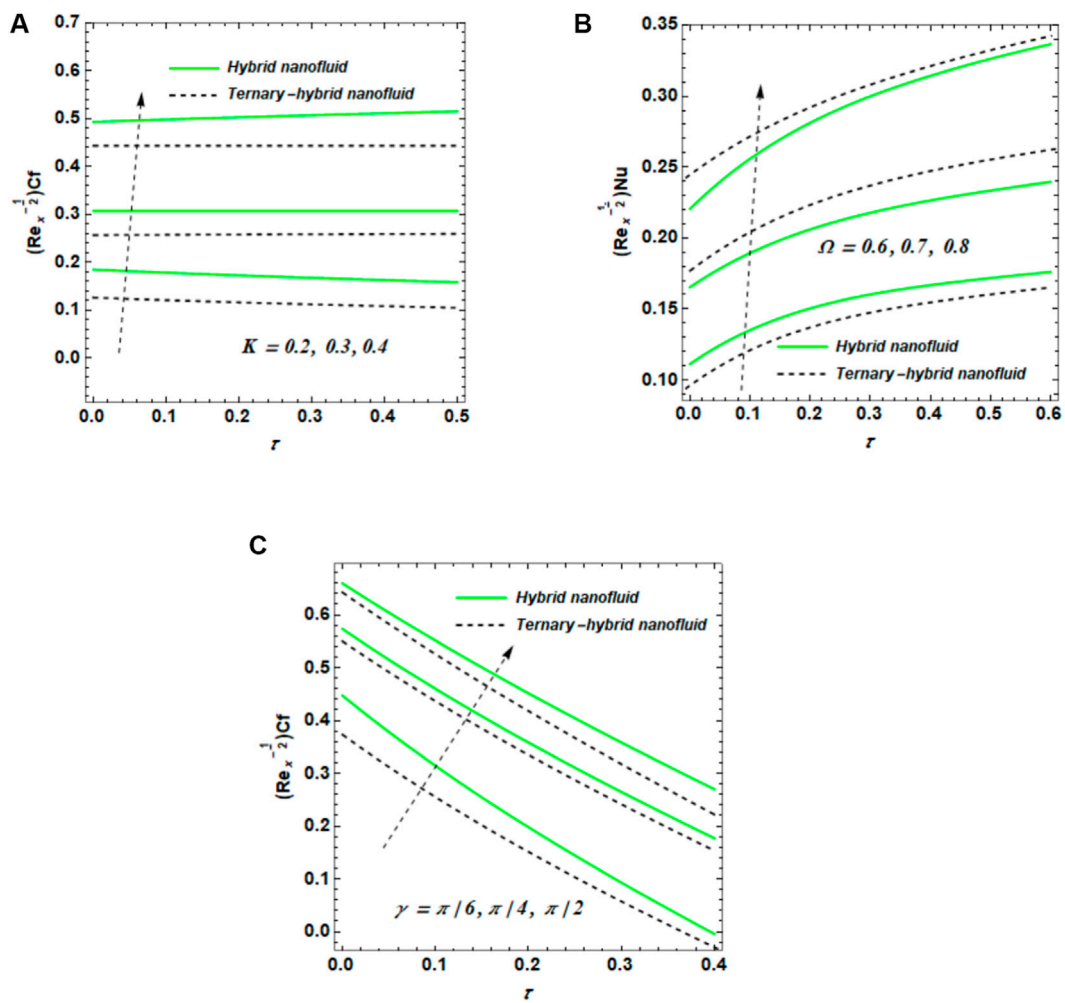 A
0.7
0.6
0.5
0.4
0.3
0.2
0.1
0.0
(Re x ^-1/2)Cf
Hybrid nanofluid
Ternary-hybrid nanofluid
K = 0.2, 0.3, 0.4
0.0 0.1 0.2 0.3 0.4 0.5
τ
B
0.35
0.30
0.25
0.20
0.15
0.10
(Re x ^-1/2)Nu
Ω = 0.6, 0.7, 0.8
Hybrid nanofluid
Ternary-hybrid nanofluid
0.0 0.1 0.2 0.3 0.4 0.5 0.6
τ
C
0.6
0.5
0.4
0.3
0.2
0.1
0.0
(Re x ^-1/2)Cf
Hybrid nanofluid
Ternary-hybrid nanofluid
γ = π/6, π/4, π/2
0.0 0.1 0.2 0.3 0.4
τ